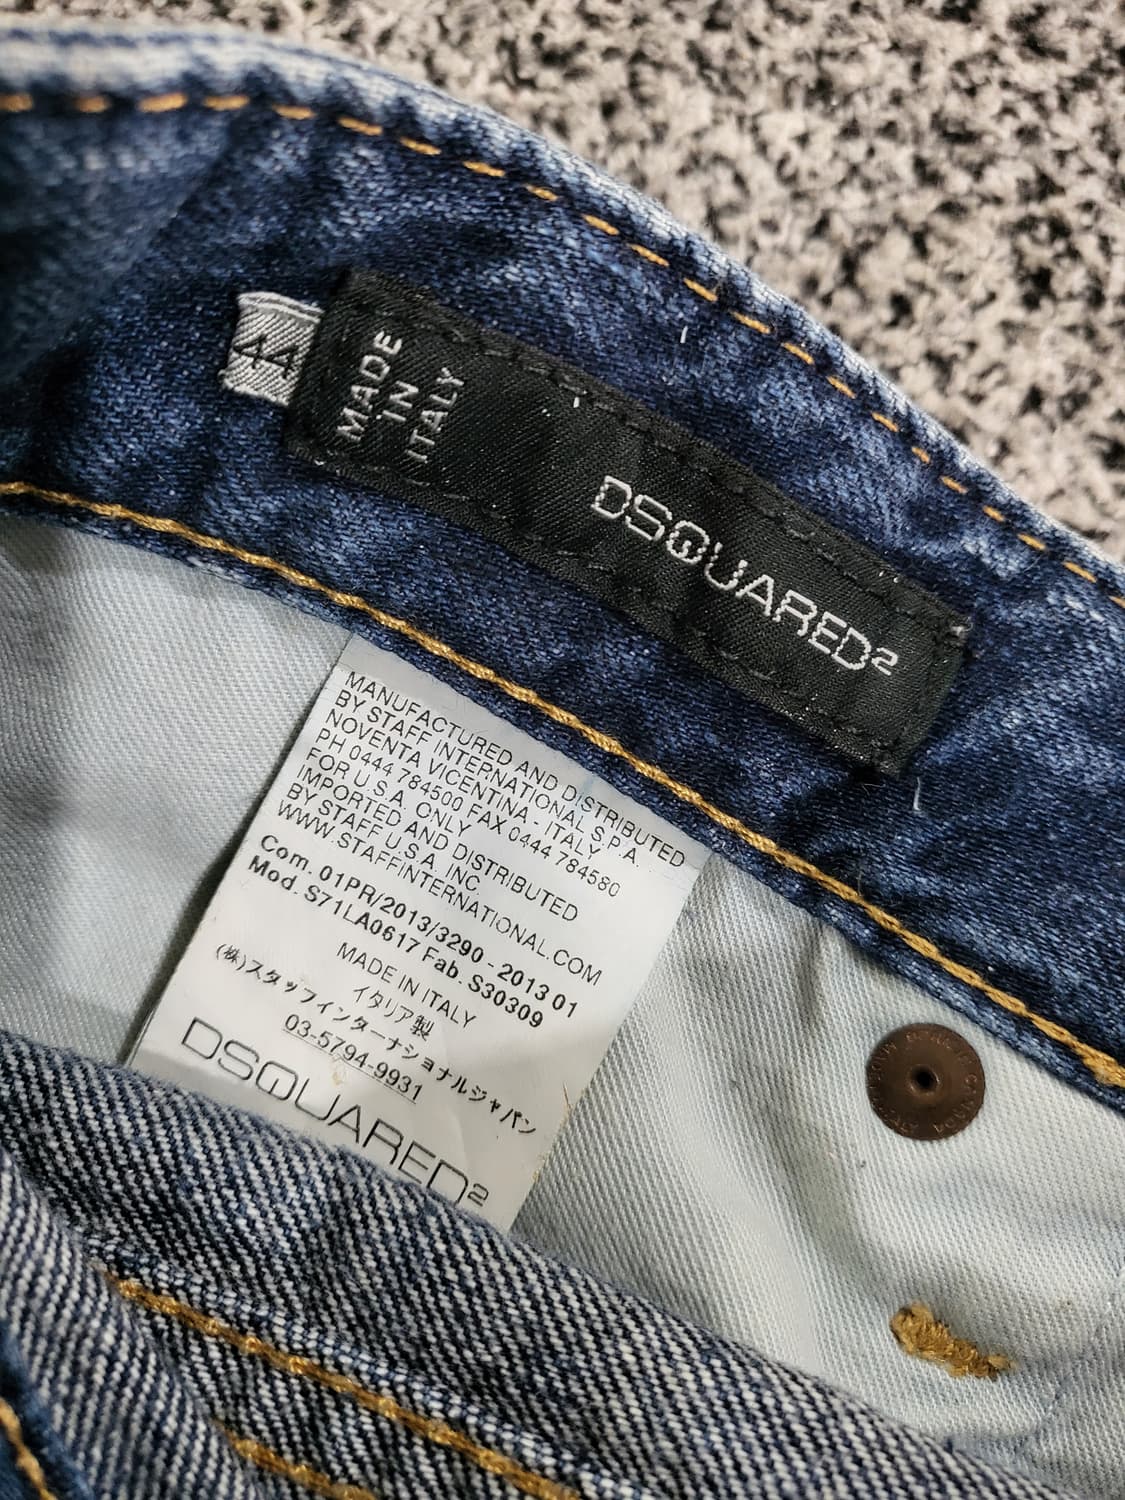 44
MADE
IN
ITALY
DSQUARED2
MANUFACTURED AND DISTRIBUTED
BY STAFF INTERNATIONAL S.P.A.
NOVENTA VICENTINA - ITALY
PH 0444 784500 FAX 0444 784580
FOR U.S.A. ONLY
IMPORTED AND DISTRIBUTED
BY STAFF U.S.A. INC.
WWW.STAFFINTERNATIONAL.COM
Com. 01PR/2013/3290 - 2013 01
Mod. S71LA0617 Fab. S30309
MADE IN ITALY
イタリア製
(株)スタッフインターナショナルジャパン
03-5794-9931
DSQUARED2